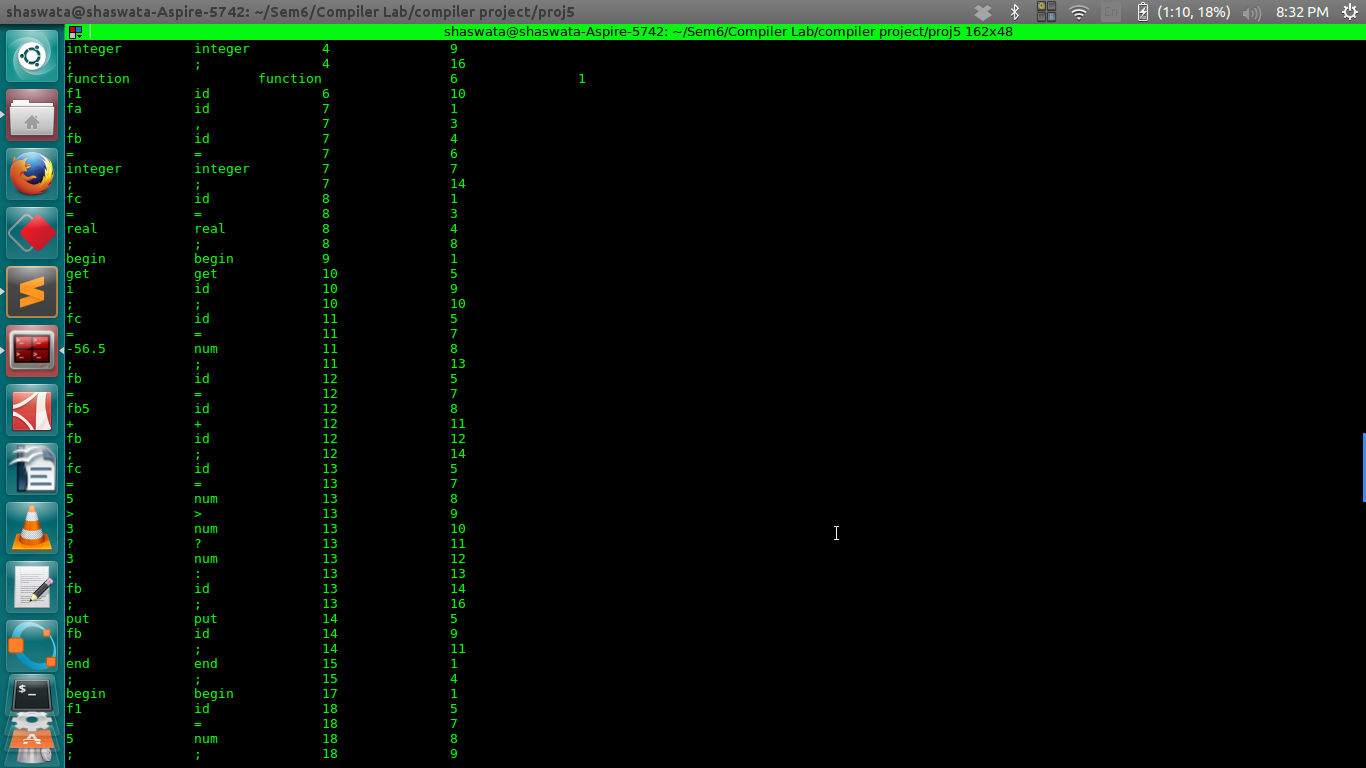 shaswata@shaswata-Aspire-5742: ~/Sem6/Compiler Lab/compiler project/proj5 En (1:10, 18%) 8:32 PM
shaswata@shaswata-Aspire-5742: ~/Sem6/Compiler Lab/compiler project/proj5 162x48
integer integer 4 9
; ; 4 16
function function 6 1
f1 id 6 10
fa id 7 1
, , 7 3
fb id 7 4
= = 7 6
integer integer 7 7
; ; 7 14
fc id 8 1
= = 8 3
real real 8 4
; ; 8 8
begin begin 9 1
get get 10 5
i id 10 9
; ; 10 10
fc id 11 5
= = 11 7
-56.5 num 11 8
; ; 11 13
fb id 12 5
= = 12 7
fb5 id 12 8
+ + 12 11
fb id 12 12
; ; 12 14
fc id 13 5
= = 13 7
5 num 13 8
> > 13 9
3 num 13 10
? ? 13 11
3 num 13 12
: : 13 13
fb id 13 14
; ; 13 16
put put 14 5
fb id 14 9
; ; 14 11
end end 15 1
; ; 15 4
begin begin 17 1
f1 id 18 5
= = 18 7
5 num 18 8
; ; 18 9